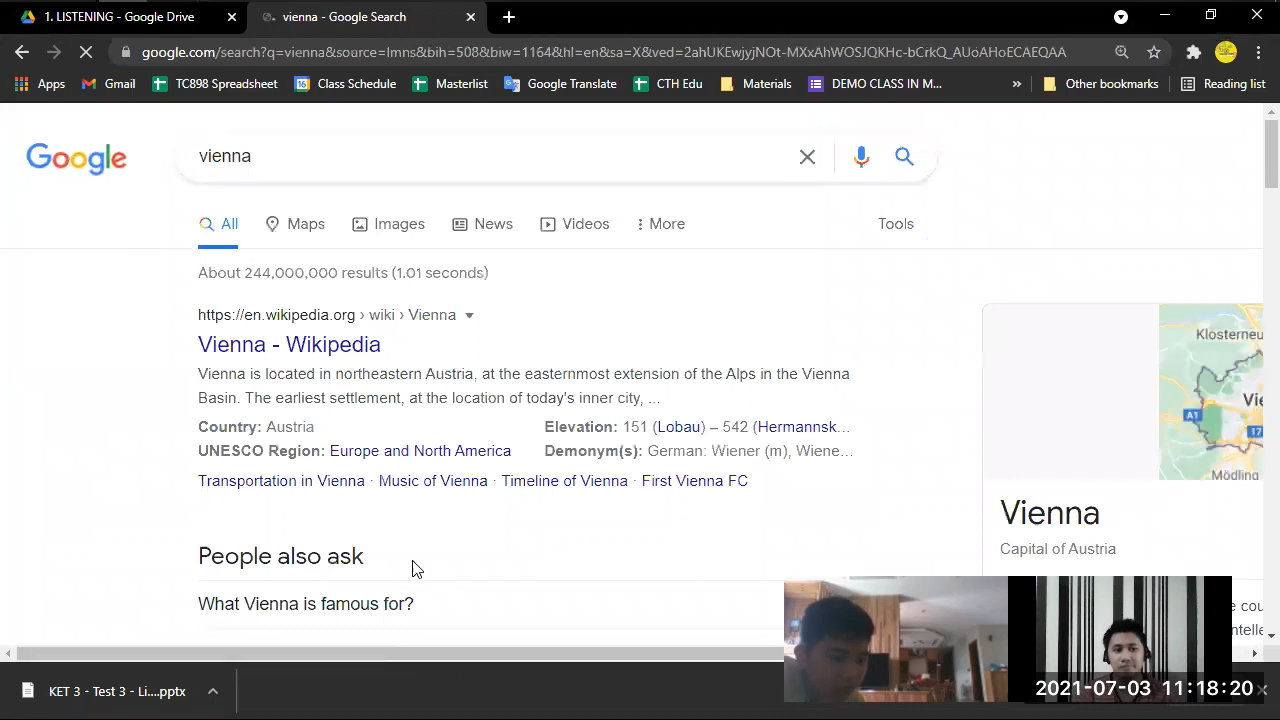 1. LISTENING - Google Drive
vienna - Google Search
google.com/search?q=vienna&source=lmns&bih=508&biw=1164&hl=en&sa=X&ved=2ahUKEwjyjNOt-MXxAhWOSJQKHc-bCrkQ_AUoAHoECAEQAA
Apps
Gmail
TC898 Spreadsheet
16 Class Schedule
Masterlist
Google Translate
CTH Edu
Materials
DEMO CLASS IN M...
»
Other bookmarks
Reading list
Google
vienna
All
Maps
Images
News
Videos
More
Tools
About 244,000,000 results (1.01 seconds)
https://en.wikipedia.org › wiki › Vienna
Vienna - Wikipedia
Vienna is located in northeastern Austria, at the easternmost extension of the Alps in the Vienna
Basin. The earliest settlement, at the location of today's inner city, ...
Country: Austria
Elevation: 151 (Lobau) – 542 (Hermannsk...
UNESCO Region: Europe and North America
Demonym(s): German: Wiener (m), Wiene...
Transportation in Vienna · Music of Vienna · Timeline of Vienna · First Vienna FC
People also ask
What Vienna is famous for?
Klosterneu
Vie
A1
17
Mödling
Vienna
Capital of Austria
cou
ntelle
KET 3 - Test 3 - Li....pptx
2021-07-03 11:18:20